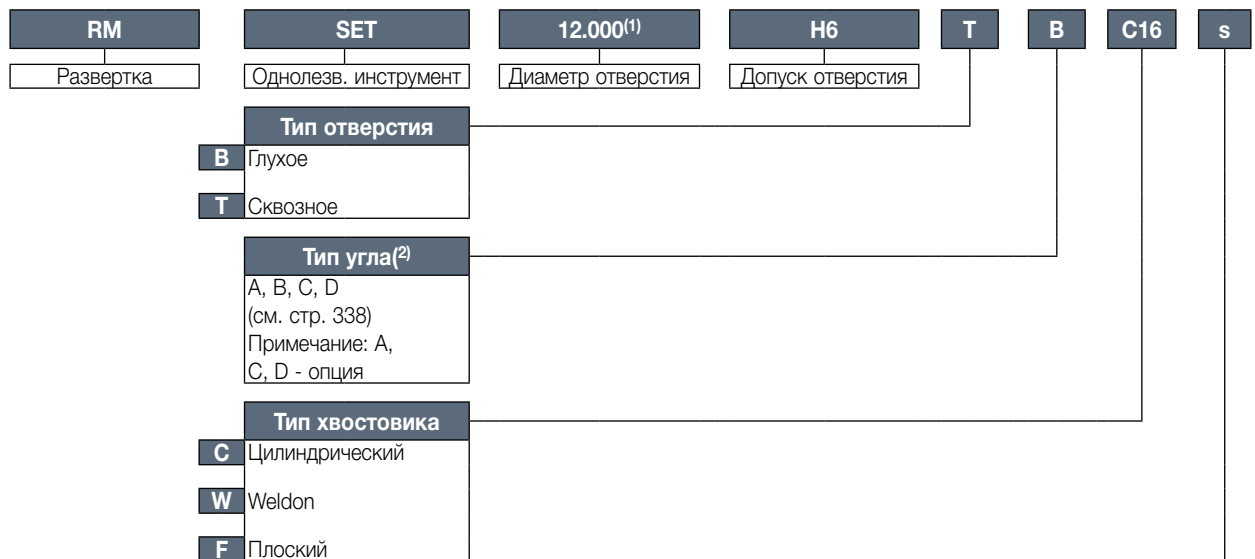 RM SET 12.000(1) H6 T B C16 s
Развертка Однолезв. инструмент Диаметр отверстия Допуск отверстия
Тип отверстия
B Глухое
T Сквозное
Тип угла(2)
A, B, C, D
(см. стр. 338)
Примечание: A,
C, D - опция
Тип хвостовика
C Цилиндрический
W Weldon
F Плоский